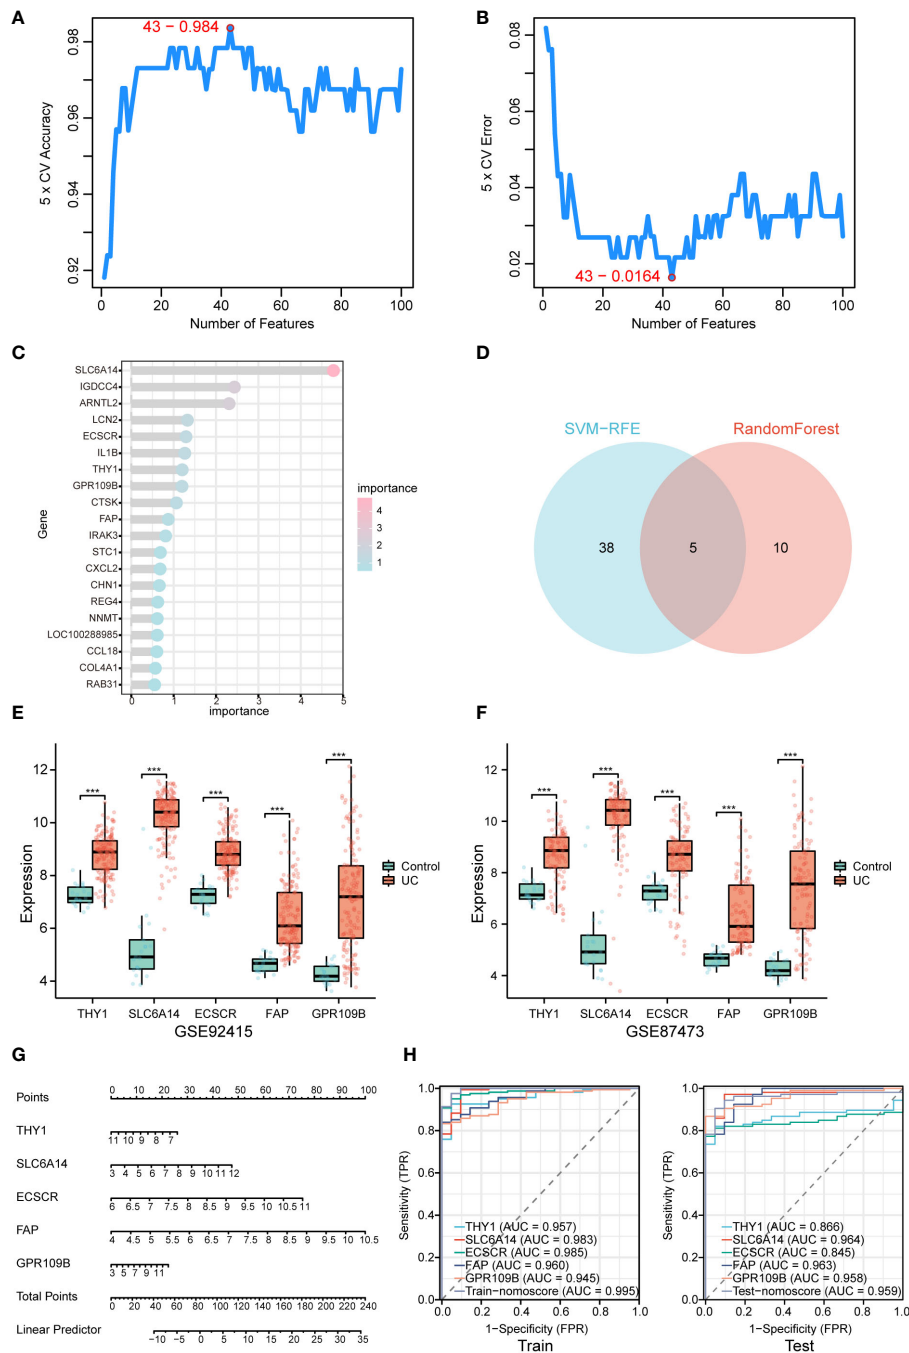 A
43 − 0.984
0.98
0.96
0.94
0.92
5 x CV Accuracy
0 20 40 60 80 100
Number of Features
B
0.08
0.06
0.04
0.02
5 x CV Error
43 − 0.0164
0 20 40 60 80 100
Number of Features
C
SLC6A14
IGDCC4
ARNTL2
LCN2
ECSCR
IL1B
THY1
GPR109B
CTSK
FAP
IRAK3
STC1
CXCL2
CHN1
REG4
NNMT
LOC100288985
CCL18
COL4A1
RAB31
Gene
0 1 2 3 4 5
importance
importance
4
3
2
1
D
SVM−RFE RandomForest
38 5 10
E
12
10
8
6
4
Expression
*** *** *** *** ***
Control
UC
THY1 SLC6A14 ECSCR FAP GPR109B
GSE92415
F
12
10
8
6
4
*** *** *** *** ***
Control
UC
THY1 SLC6A14 ECSCR FAP GPR109B
GSE87473
G
Points
0 10 20 30 40 50 60 70 80 90 100
THY1
11 10 9 8 7
SLC6A14
3 4 5 6 7 8 9 10 11 12
ECSCR
6 6.5 7 7.5 8 8.5 9 9.5 10 10.5 11
FAP
4 4.5 5 5.5 6 6.5 7 7.5 8 8.5 9 9.5 10 10.5
GPR109B
3 5 7 9 11
Total Points
0 20 40 60 80 100 120 140 160 180 200 220 240
Linear Predictor
−10 −5 0 5 10 15 20 25 30 35
H
1.0
0.8
0.6
0.4
0.2
0.0
Sensitivity (TPR)
THY1 (AUC = 0.957)
SLC6A14 (AUC = 0.983)
ECSCR (AUC = 0.985)
FAP (AUC = 0.960)
GPR109B (AUC = 0.945)
Train−nomoscore (AUC = 0.995)
0.0 0.2 0.4 0.6 0.8 1.0
1−Specificity (FPR)
Train
1.0
0.8
0.6
0.4
0.2
0.0
Sensitivity (TPR)
THY1 (AUC = 0.866)
SLC6A14 (AUC = 0.964)
ECSCR (AUC = 0.845)
FAP (AUC = 0.963)
GPR109B (AUC = 0.958)
Test−nomoscore (AUC = 0.959)
0.0 0.2 0.4 0.6 0.8 1.0
1−Specificity (FPR)
Test